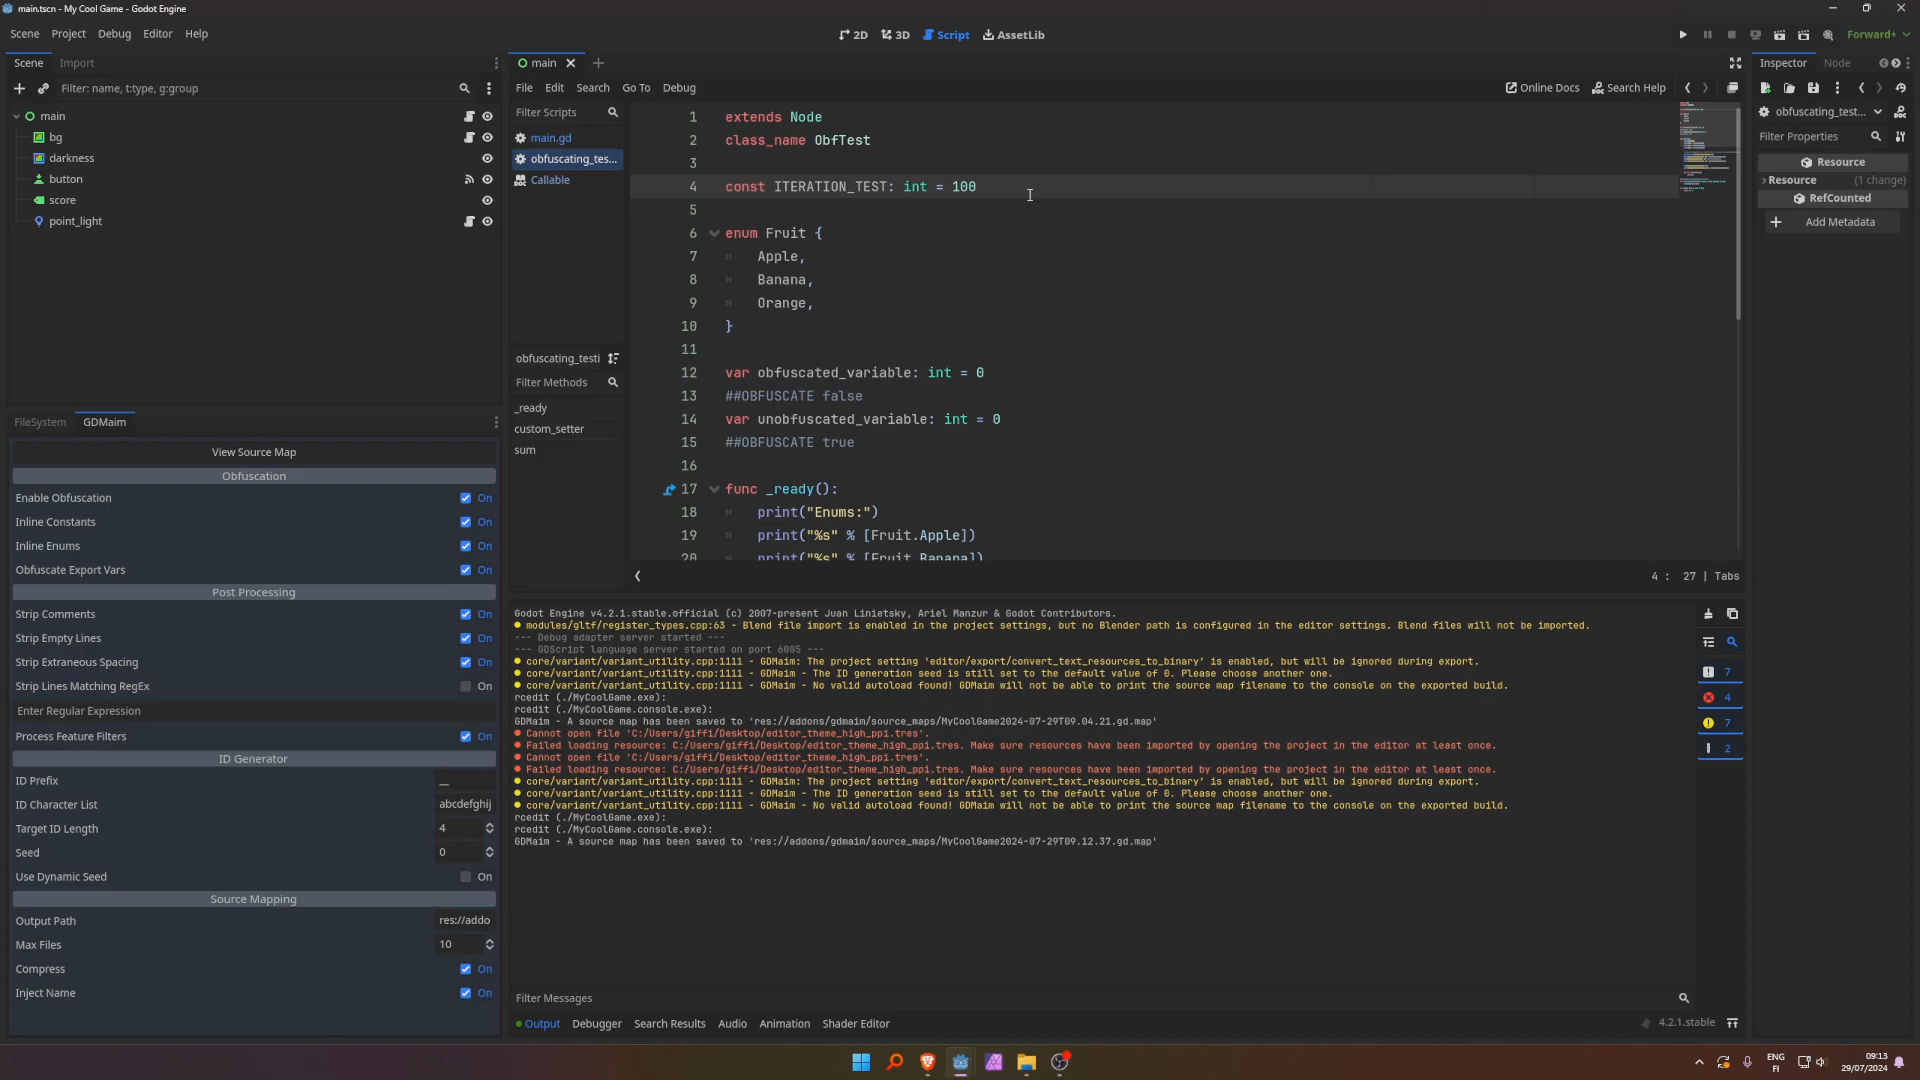 main.tscn - My Cool Game - Godot Engine
Scene Project Debug Editor Help
2D 3D Script AssetLib
Forward+
Scene Import
Filter: name, t:type, g:group
main
bg
darkness
button
score
point_light
FileSystem GDMaim
View Source Map
Obfuscation
Enable Obfuscation On
Inline Constants On
Inline Enums On
Obfuscate Export Vars On
Post Processing
Strip Comments On
Strip Empty Lines On
Strip Extraneous Spacing On
Strip Lines Matching RegEx On
Enter Regular Expression
Process Feature Filters On
ID Generator
ID Prefix __
ID Character List abcdefghij
Target ID Length 4
Seed 0
Use Dynamic Seed On
Source Mapping
Output Path res://addo
Max Files 10
Compress On
Inject Name On
main
File Edit Search Go To Debug
Online Docs Search Help
Filter Scripts
main.gd
obfuscating_tes...
Callable
obfuscating_testi
Filter Methods
_ready
custom_setter
sum
1 extends Node
2 class_name ObfTest
3
4 const ITERATION_TEST: int = 100
5
6 enum Fruit {
7 Apple,
8 Banana,
9 Orange,
10 }
11
12 var obfuscated_variable: int = 0
13 ##OBFUSCATE false
14 var unobfuscated_variable: int = 0
15 ##OBFUSCATE true
16
17 func _ready():
18 print("Enums:")
19 print("%s" % [Fruit.Apple])
20 print("%s" % [Fruit.Banana])
4 : 27 | Tabs
Godot Engine v4.2.1.stable.official (c) 2007-present Juan Linietsky, Ariel Manzur & Godot Contributors.
modules/gltf/register_types.cpp:63 - Blend file import is enabled in the project settings, but no Blender path is configured in the editor settings. Blend files will not be imported.
--- Debug adapter server started ---
--- GDScript language server started on port 6005 ---
core/variant/variant_utility.cpp:1111 - GDMaim: The project setting 'editor/export/convert_text_resources_to_binary' is enabled, but will be ignored during export.
core/variant/variant_utility.cpp:1111 - GDMaim - The ID generation seed is still set to the default value of 0. Please choose another one.
core/variant/variant_utility.cpp:1111 - GDMaim - No valid autoload found! GDMaim will not be able to print the source map filename to the console on the exported build.
rcedit (./MyCoolGame.exe):
rcedit (./MyCoolGame.console.exe):
GDMaim - A source map has been saved to 'res://addons/gdmaim/source_maps/MyCoolGame2024-07-29T09.04.21.gd.map'
Cannot open file 'C:/Users/giffi/Desktop/editor_theme_high_ppi.tres'.
Failed loading resource: C:/Users/giffi/Desktop/editor_theme_high_ppi.tres. Make sure resources have been imported by opening the project in the editor at least once.
Cannot open file 'C:/Users/giffi/Desktop/editor_theme_high_ppi.tres'.
Failed loading resource: C:/Users/giffi/Desktop/editor_theme_high_ppi.tres. Make sure resources have been imported by opening the project in the editor at least once.
core/variant/variant_utility.cpp:1111 - GDMaim: The project setting 'editor/export/convert_text_resources_to_binary' is enabled, but will be ignored during export.
core/variant/variant_utility.cpp:1111 - GDMaim - The ID generation seed is still set to the default value of 0. Please choose another one.
core/variant/variant_utility.cpp:1111 - GDMaim - No valid autoload found! GDMaim will not be able to print the source map filename to the console on the exported build.
rcedit (./MyCoolGame.exe):
rcedit (./MyCoolGame.console.exe):
GDMaim - A source map has been saved to 'res://addons/gdmaim/source_maps/MyCoolGame2024-07-29T09.12.37.gd.map'
7
4
7
2
Filter Messages
Output Debugger Search Results Audio Animation Shader Editor
4.2.1.stable
Inspector Node
obfuscating_test...
Filter Properties
Resource
Resource (1 change)
RefCounted
Add Metadata
ENG
FI
09:13
29/07/2024